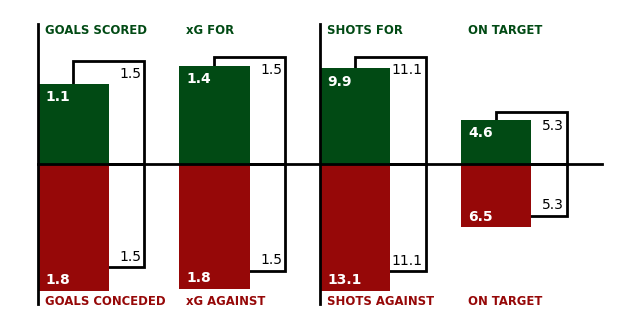 GOALS SCORED xG FOR SHOTS FOR ON TARGET
1.1 1.5 1.4 1.5 9.9 11.1 4.6 5.3
1.8 1.5 1.8 1.5 13.1 11.1 6.5 5.3
GOALS CONCEDED xG AGAINST SHOTS AGAINST ON TARGET